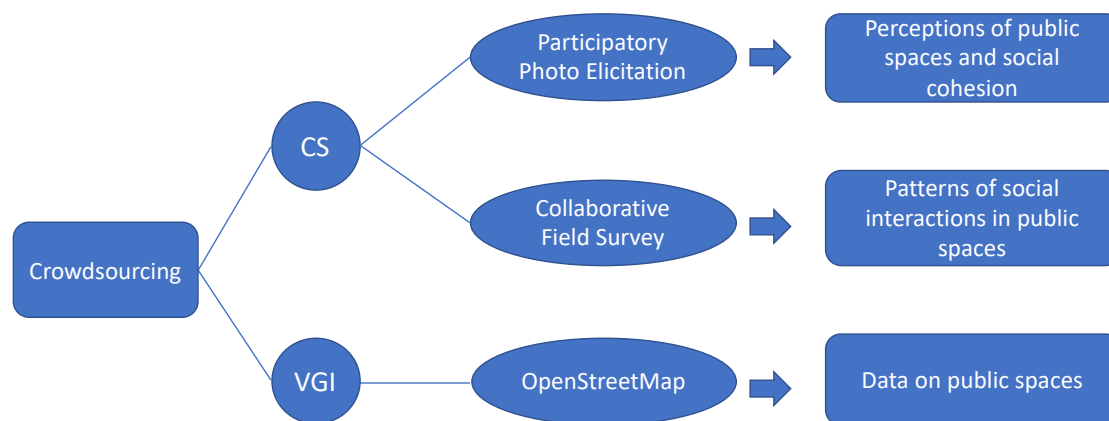 Participatory
Photo Elicitation
Perceptions of public
spaces and social
cohesion
CS
Collaborative
Field Survey
Patterns of social
interactions in public
spaces
Crowdsourcing
VGI
OpenStreetMap
Data on public spaces